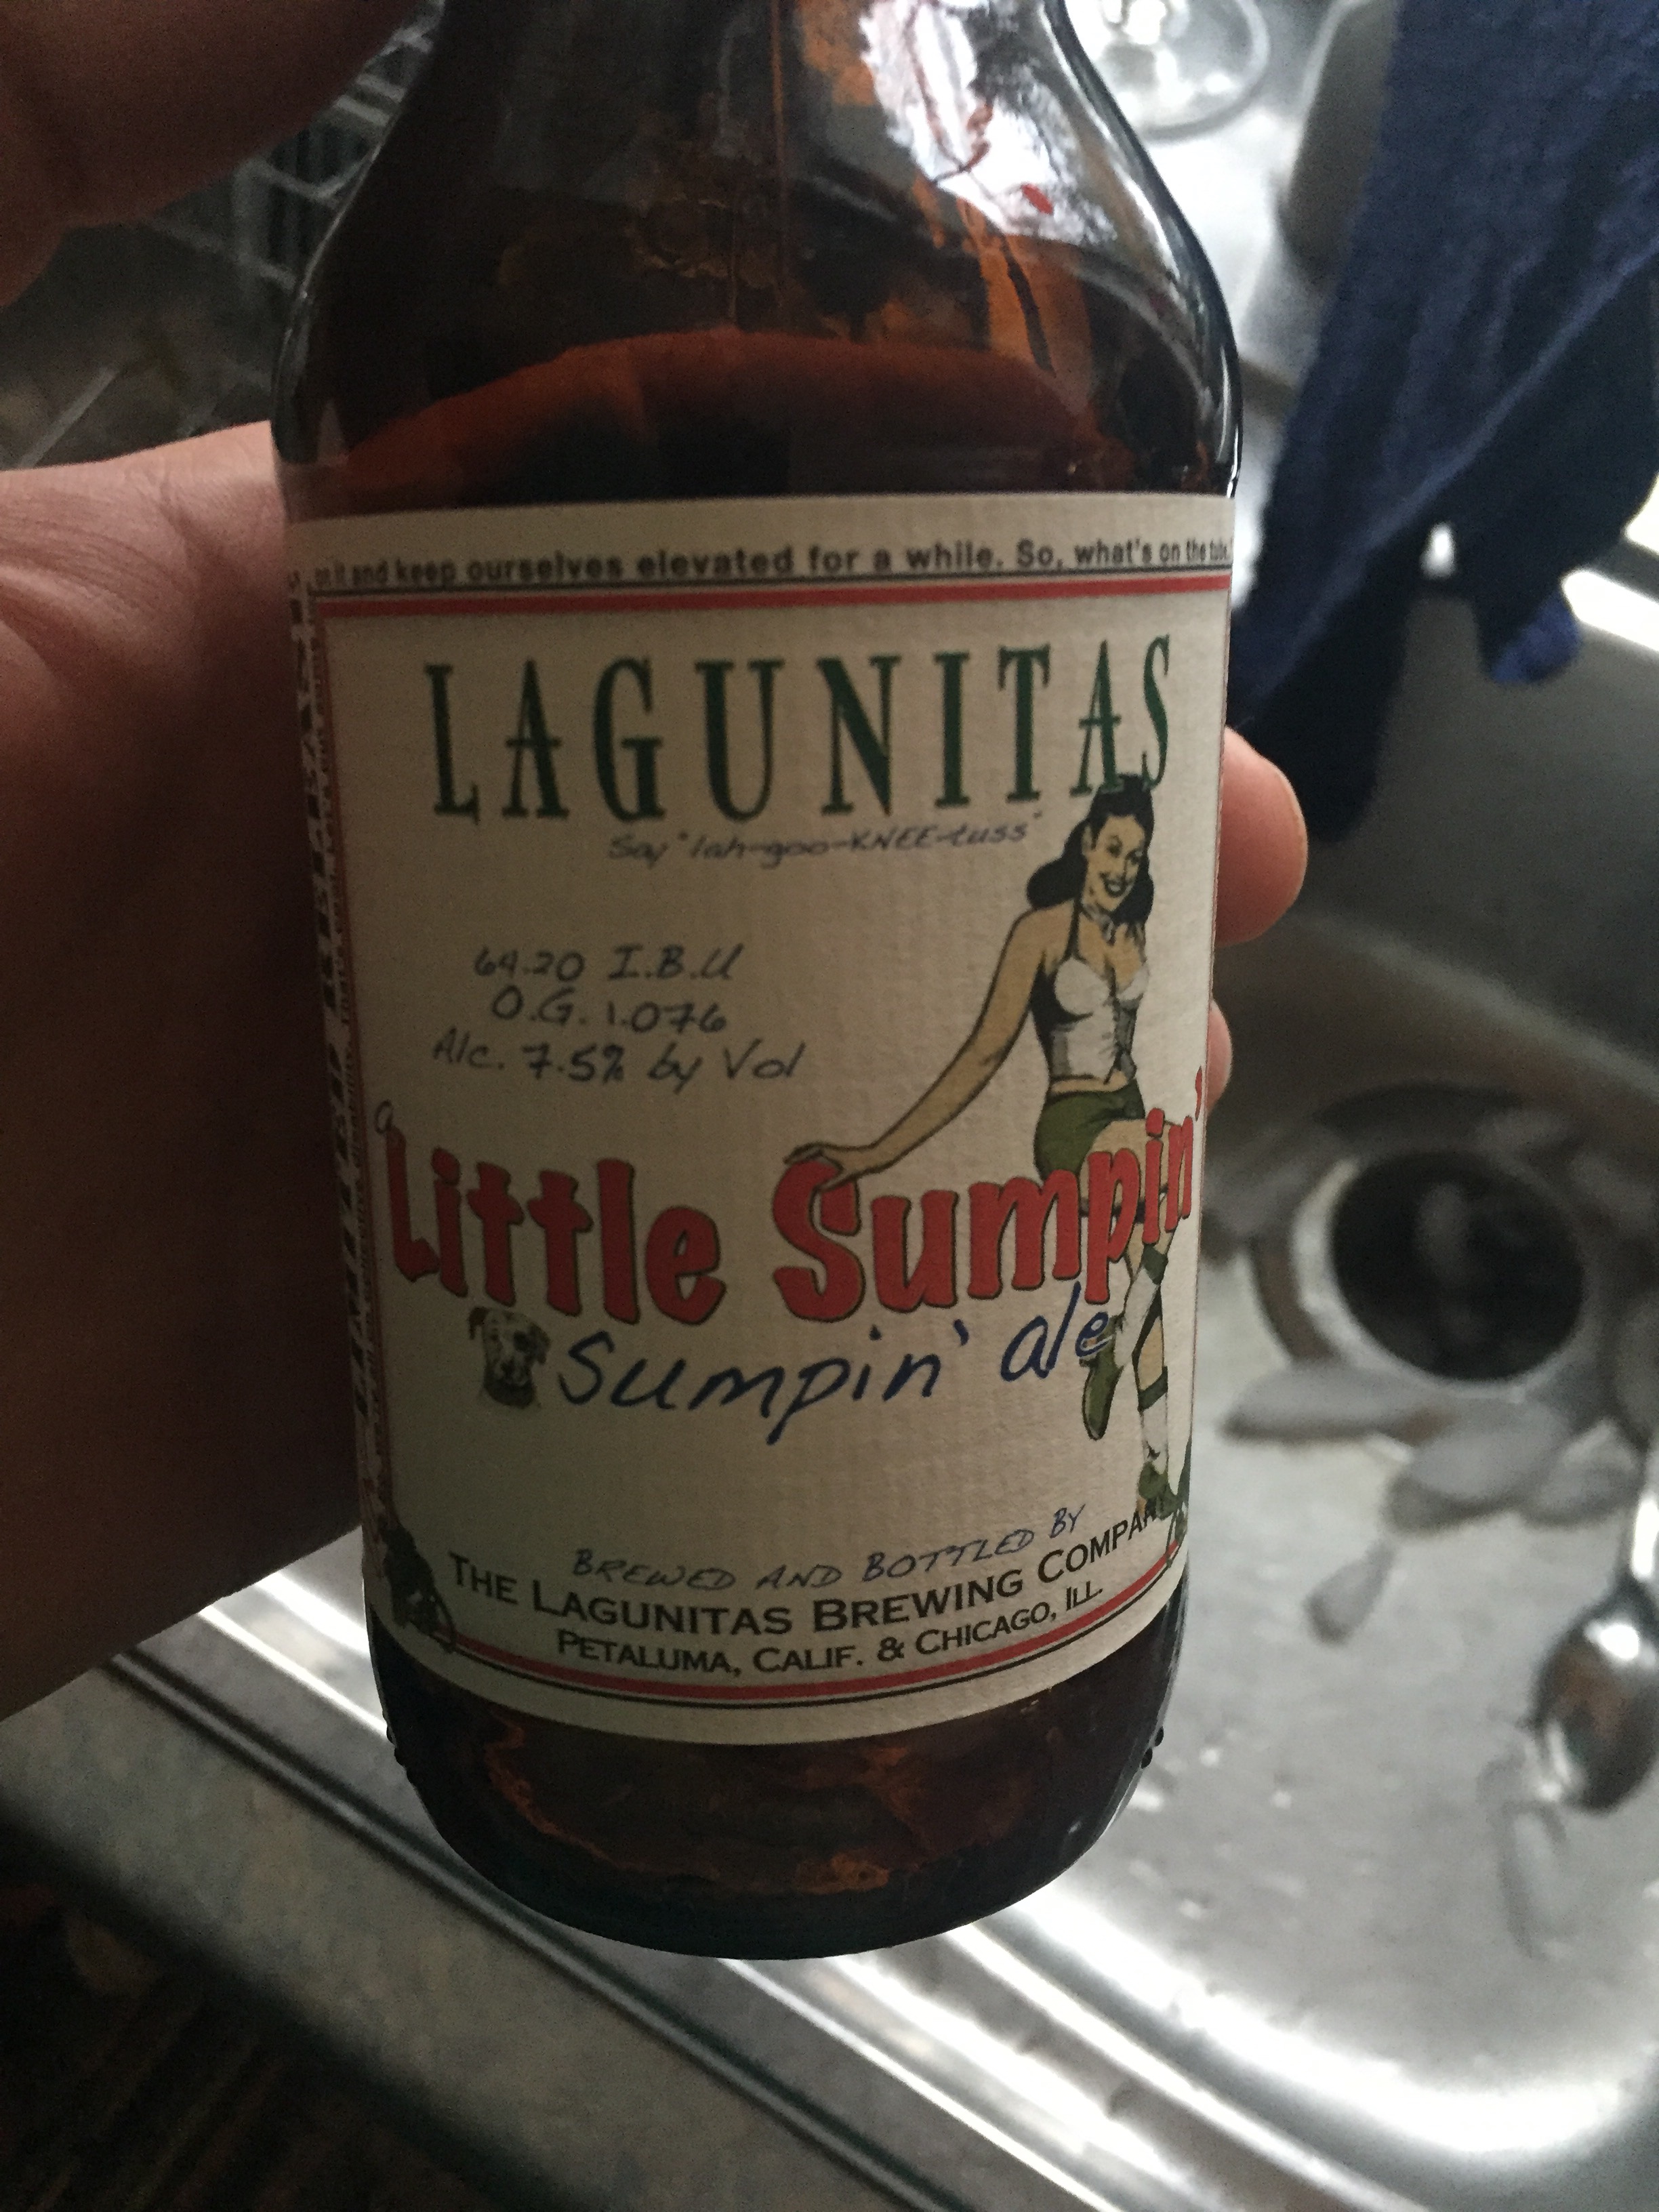 on it and keep ourselves elevated for a while. So, what's on the tube?
LAGUNITAS
Say "lah-goo-KNEE-tuss"
64.20 I.B.U
O.G. 1.076
Alc. 7.5% by Vol
a
Little Sumpin'
Sumpin' ale
BREWED AND BOTTLED BY
THE LAGUNITAS BREWING COMPANY
PETALUMA, CALIF. & CHICAGO, ILL.